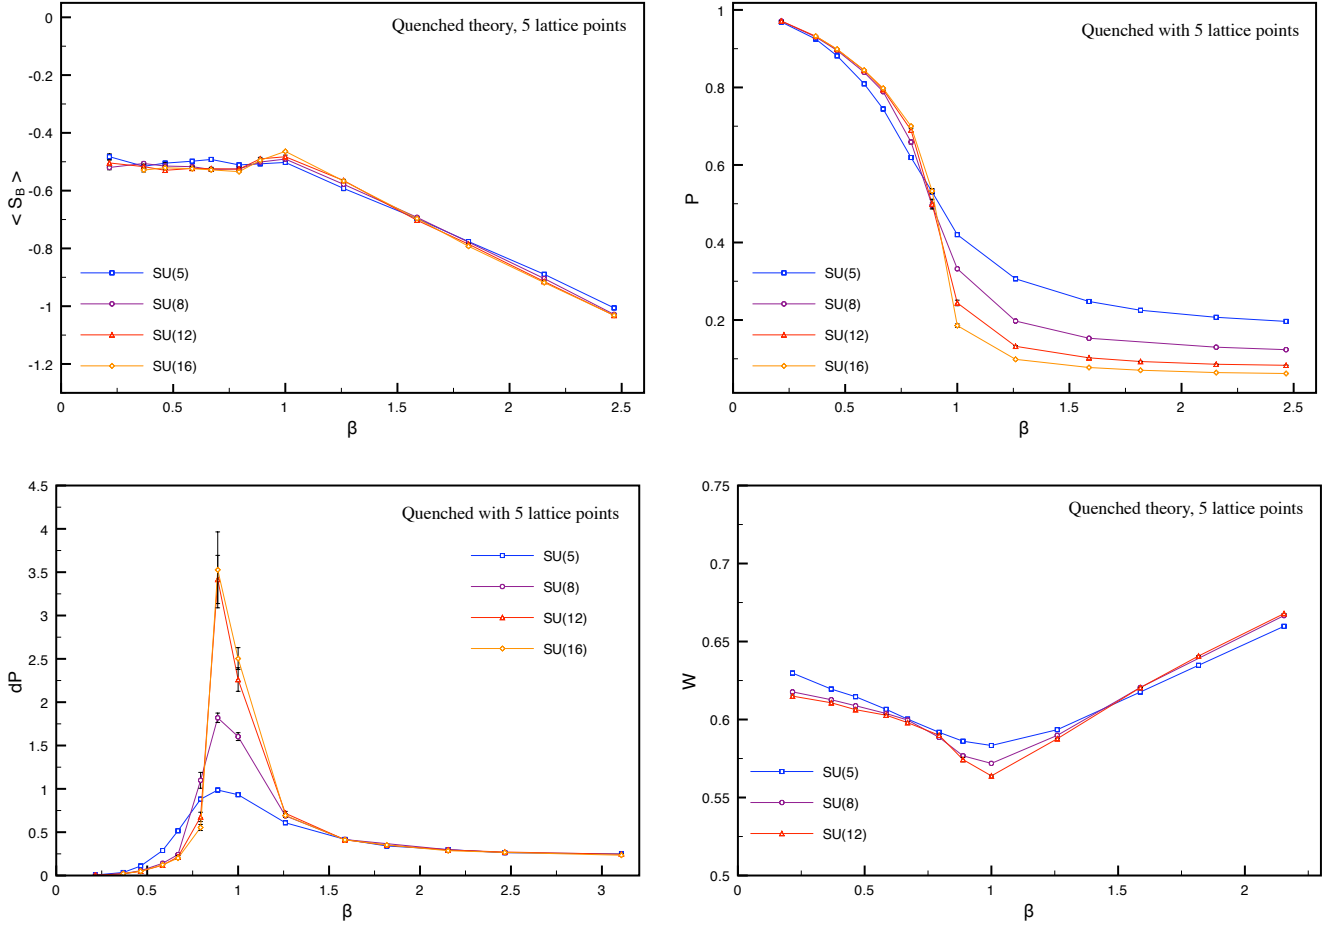 Quenched theory, 5 lattice points
0
-0.2
-0.4
-0.6
-0.8
-1
-1.2
< S_B >
SU(5)
SU(8)
SU(12)
SU(16)
0 0.5 1 1.5 2 2.5
β
Quenched with 5 lattice points
1
0.8
0.6
0.4
0.2
P
SU(5)
SU(8)
SU(12)
SU(16)
0 0.5 1 1.5 2 2.5
β
Quenched with 5 lattice points
4.5
4
3.5
3
2.5
2
1.5
1
0.5
0
dP
SU(5)
SU(8)
SU(12)
SU(16)
0 0.5 1 1.5 2 2.5 3
β
Quenched theory, 5 lattice points
0.75
0.7
0.65
0.6
0.55
0.5
W
SU(5)
SU(8)
SU(12)
0 0.5 1 1.5 2
β